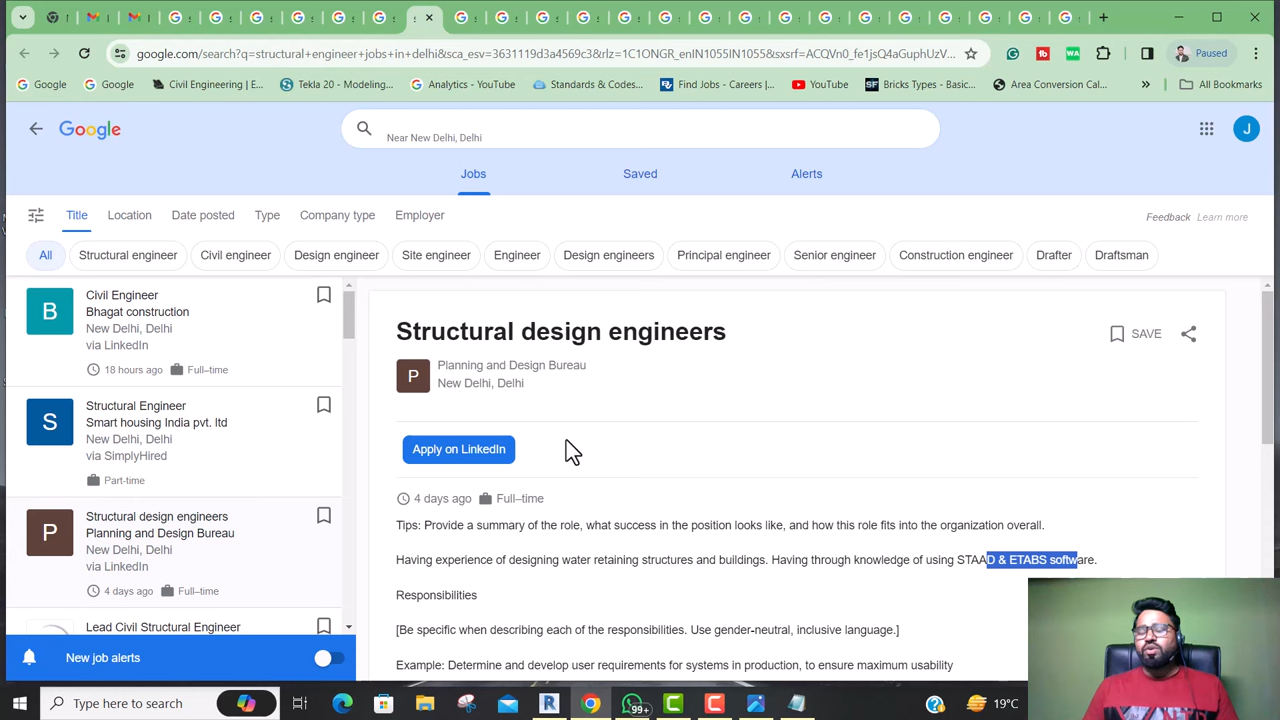 google.com/search?q=structural+engineer+jobs+in+delhi&sca_esv=3631119d3a4569c3&rlz=1C1ONGR_enIN1055IN1055&sxsrf=ACQVn0_fe1jsQ4aGuphUzV...
Paused
Google
Google
Civil Engineering | E...
Tekla 20 - Modeling...
Analytics - YouTube
Standards & Codes...
Find Jobs - Careers |...
YouTube
Bricks Types - Basic...
Area Conversion Cal...
»
All Bookmarks
Google
Near New Delhi, Delhi
J
Jobs
Saved
Alerts
Title
Location
Date posted
Type
Company type
Employer
Feedback
Learn more
All
Structural engineer
Civil engineer
Design engineer
Site engineer
Engineer
Design engineers
Principal engineer
Senior engineer
Construction engineer
Drafter
Draftsman
B
Civil Engineer
Bhagat construction
New Delhi, Delhi
via LinkedIn
18 hours ago
Full–time
S
Structural Engineer
Smart housing India pvt. ltd
New Delhi, Delhi
via SimplyHired
Part-time
P
Structural design engineers
Planning and Design Bureau
New Delhi, Delhi
via LinkedIn
4 days ago
Full–time
Lead Civil Structural Engineer
New job alerts
Structural design engineers
SAVE
P
Planning and Design Bureau
New Delhi, Delhi
Apply on LinkedIn
4 days ago
Full–time
Tips: Provide a summary of the role, what success in the position looks like, and how this role fits into the organization overall.
Having experience of designing water retaining structures and buildings. Having through knowledge of using STAAD & ETABS software.
Responsibilities
[Be specific when describing each of the responsibilities. Use gender-neutral, inclusive language.]
Example: Determine and develop user requirements for systems in production, to ensure maximum usability
Type here to search
99+
19°C